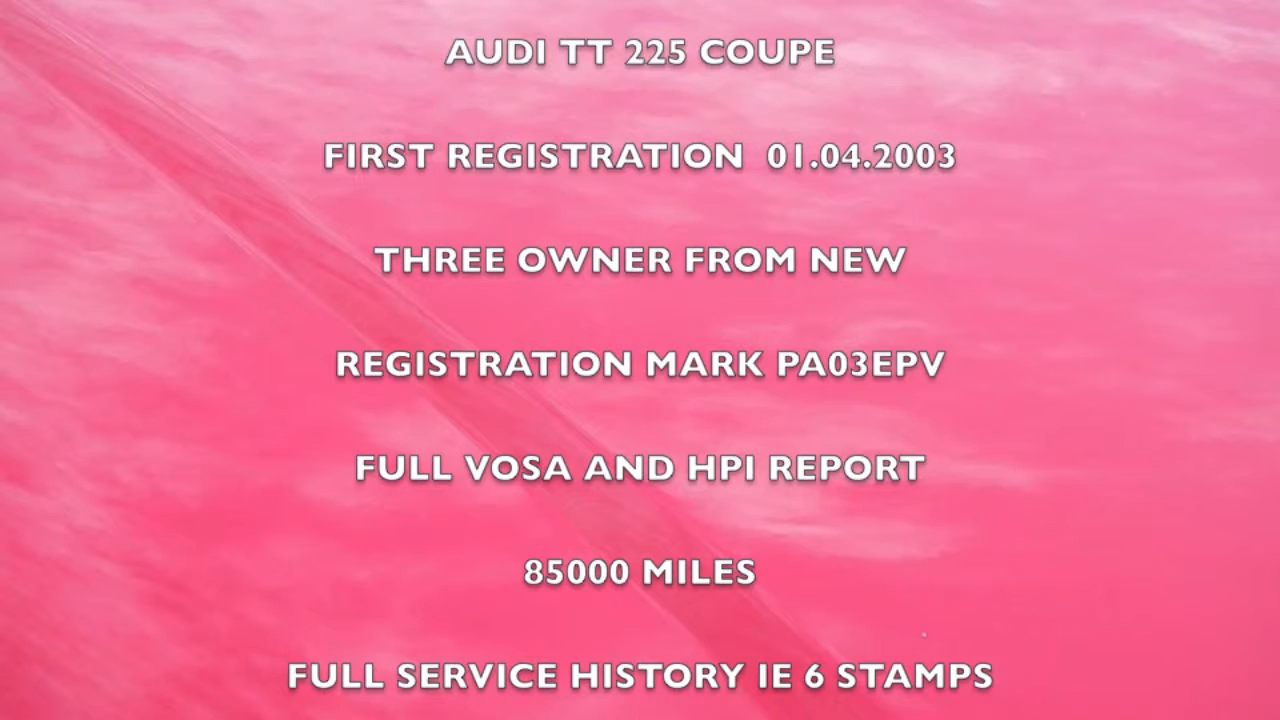 AUDI TT 225 COUPE
FIRST REGISTRATION 01.04.2003
THREE OWNER FROM NEW
REGISTRATION MARK PA03EPV
FULL VOSA AND HPI REPORT
85000 MILES
FULL SERVICE HISTORY IE 6 STAMPS